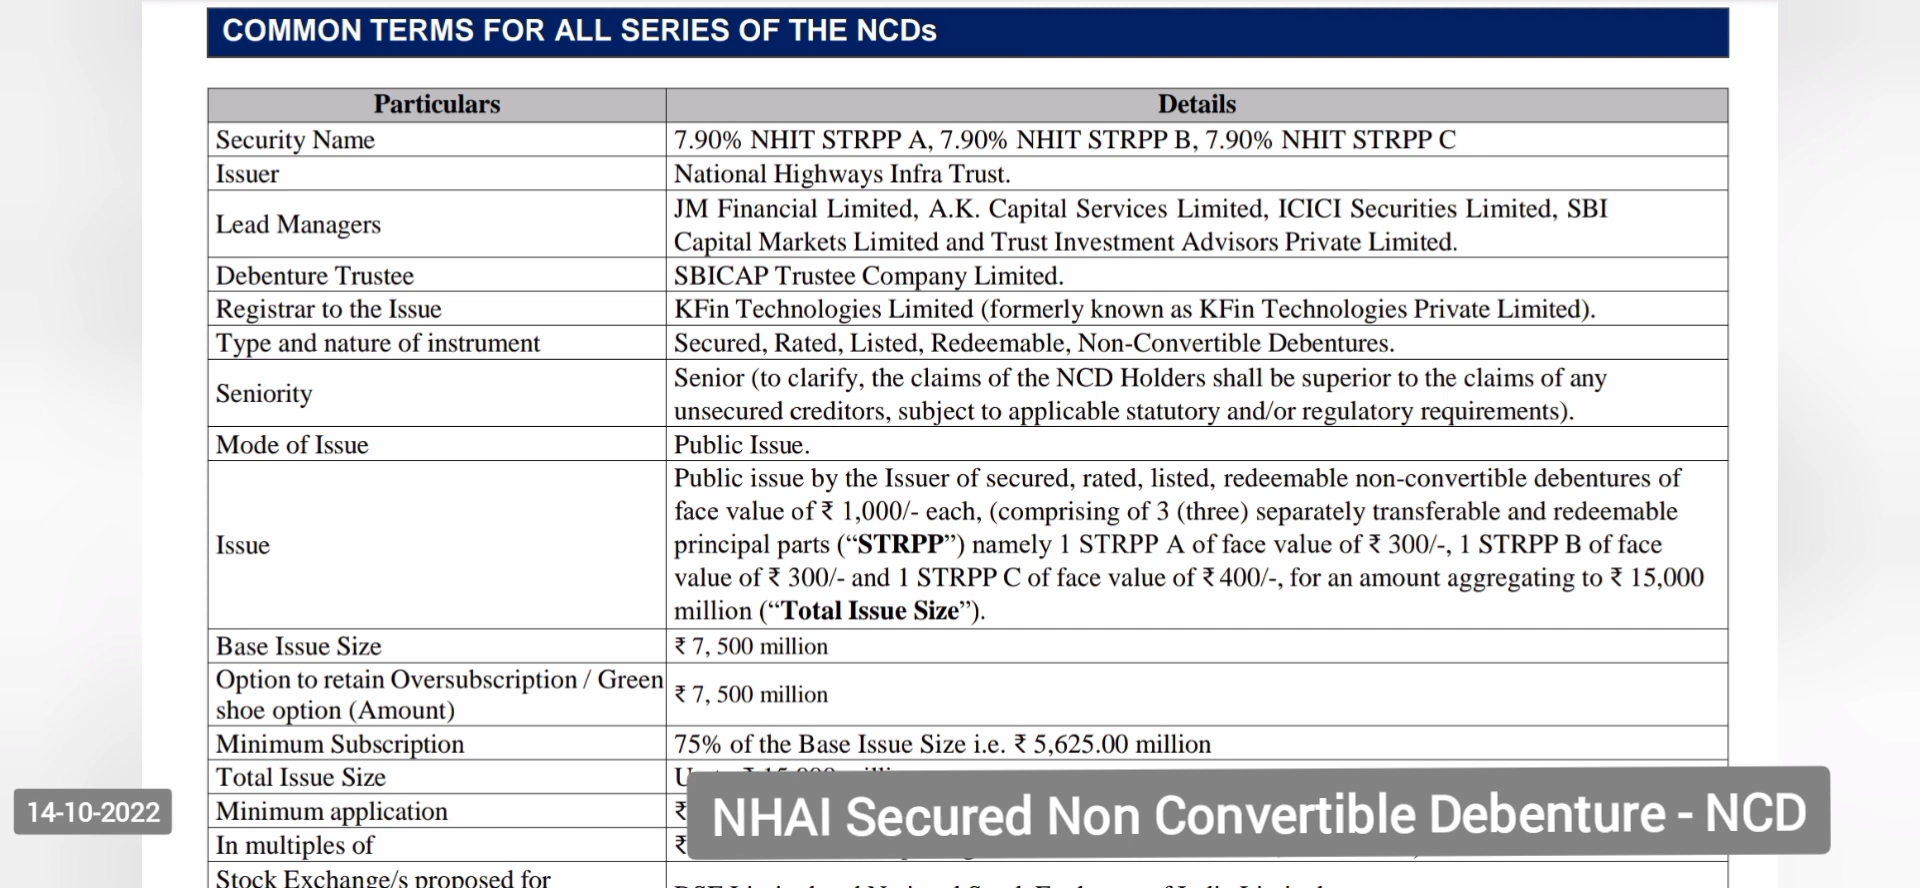 COMMON TERMS FOR ALL SERIES OF THE NCDs
Particulars Details
Security Name 7.90% NHIT STRPP A, 7.90% NHIT STRPP B, 7.90% NHIT STRPP C
Issuer National Highways Infra Trust.
Lead Managers JM Financial Limited, A.K. Capital Services Limited, ICICI Securities Limited, SBI
Capital Markets Limited and Trust Investment Advisors Private Limited.
Debenture Trustee SBICAP Trustee Company Limited.
Registrar to the Issue KFin Technologies Limited (formerly known as KFin Technologies Private Limited).
Type and nature of instrument Secured, Rated, Listed, Redeemable, Non-Convertible Debentures.
Seniority Senior (to clarify, the claims of the NCD Holders shall be superior to the claims of any
unsecured creditors, subject to applicable statutory and/or regulatory requirements).
Mode of Issue Public Issue.
Issue Public issue by the Issuer of secured, rated, listed, redeemable non-convertible debentures of
face value of ₹ 1,000/- each, (comprising of 3 (three) separately transferable and redeemable
principal parts (“STRPP”) namely 1 STRPP A of face value of ₹ 300/-, 1 STRPP B of face
value of ₹ 300/- and 1 STRPP C of face value of ₹ 400/-, for an amount aggregating to ₹ 15,000
million (“Total Issue Size”).
Base Issue Size ₹ 7, 500 million
Option to retain Oversubscription / Green
shoe option (Amount) ₹ 7, 500 million
Minimum Subscription 75% of the Base Issue Size i.e. ₹ 5,625.00 million
Total Issue Size
Minimum application ₹
In multiples of ₹
Stock Exchange/s proposed for
14-10-2022
NHAI Secured Non Convertible Debenture - NCD